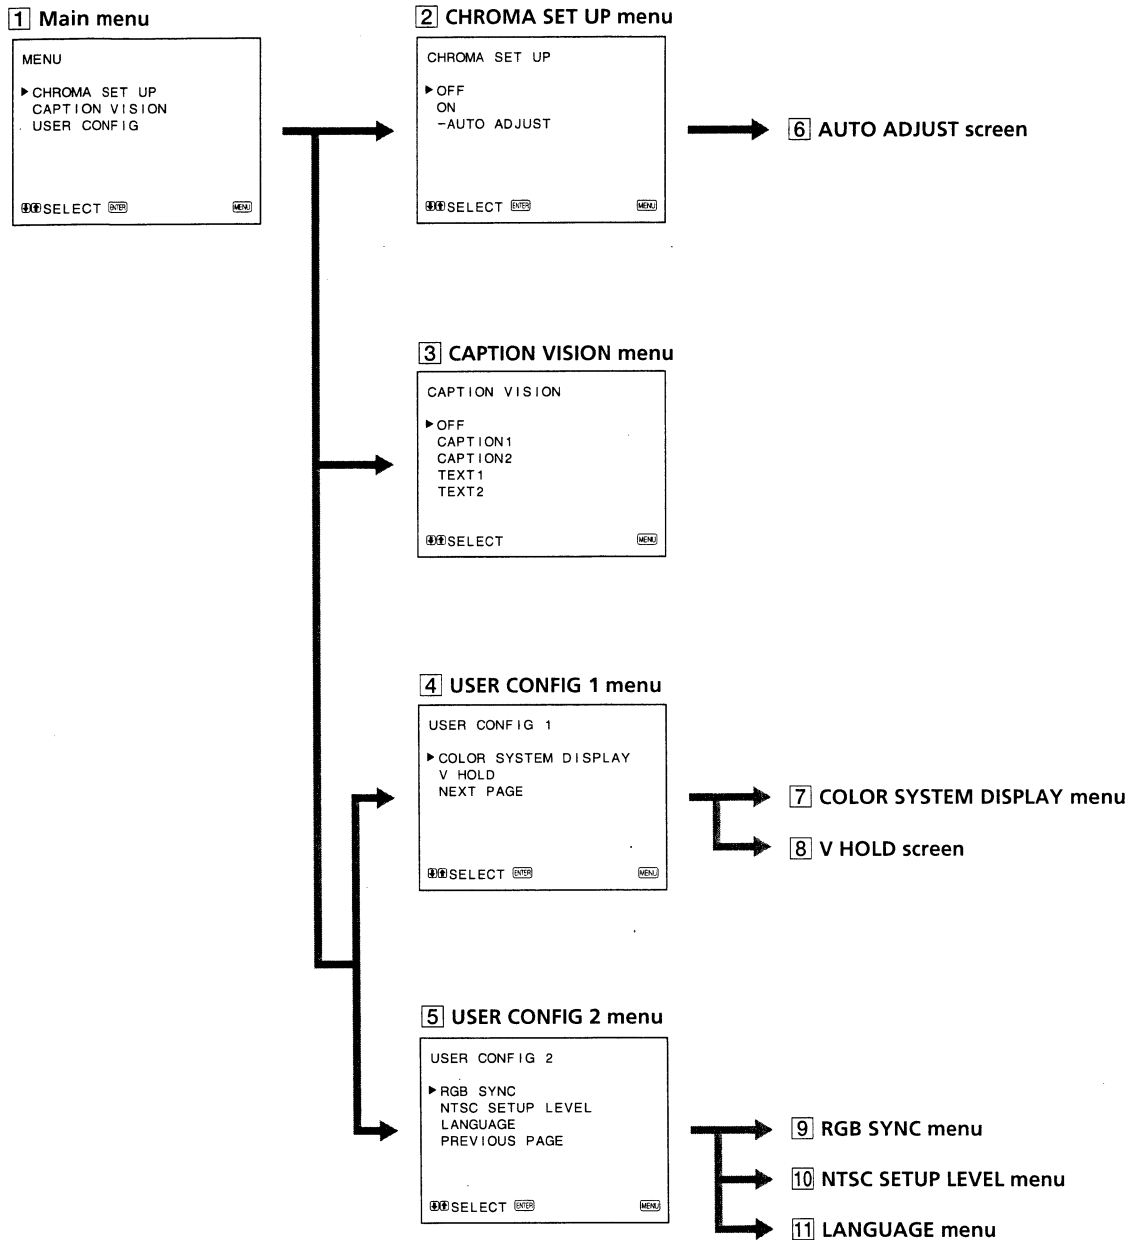 1 Main menu
MENU
▶CHROMA SET UP
CAPTION VISION
USER CONFIG
⬇⬆SELECT ENTER MENU
2 CHROMA SET UP menu
CHROMA SET UP
▶OFF
ON
-AUTO ADJUST
⬇⬆SELECT ENTER MENU
6 AUTO ADJUST screen
3 CAPTION VISION menu
CAPTION VISION
▶OFF
CAPTION1
CAPTION2
TEXT1
TEXT2
⬇⬆SELECT MENU
4 USER CONFIG 1 menu
USER CONFIG 1
▶COLOR SYSTEM DISPLAY
V HOLD
NEXT PAGE
⬇⬆SELECT ENTER MENU
7 COLOR SYSTEM DISPLAY menu
8 V HOLD screen
5 USER CONFIG 2 menu
USER CONFIG 2
▶RGB SYNC
NTSC SETUP LEVEL
LANGUAGE
PREVIOUS PAGE
⬇⬆SELECT ENTER MENU
9 RGB SYNC menu
10 NTSC SETUP LEVEL menu
11 LANGUAGE menu